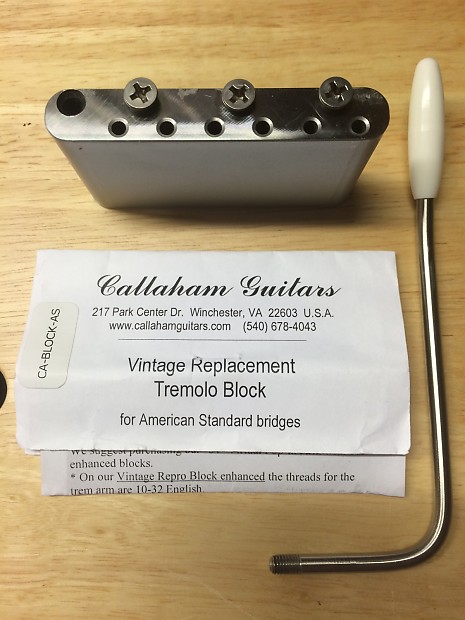 Callaham Guitars
217 Park Center Dr. Winchester, VA 22603 U.S.A.
www.callahamguitars.com (540) 678-4043
CA-BLOCK-AS
Vintage Replacement
Tremolo Block
for American Standard bridges
We suggest purchasing
enhanced blocks.
* On our Vintage Repro Block enhanced the threads for the
trem arm are 10-32 English.